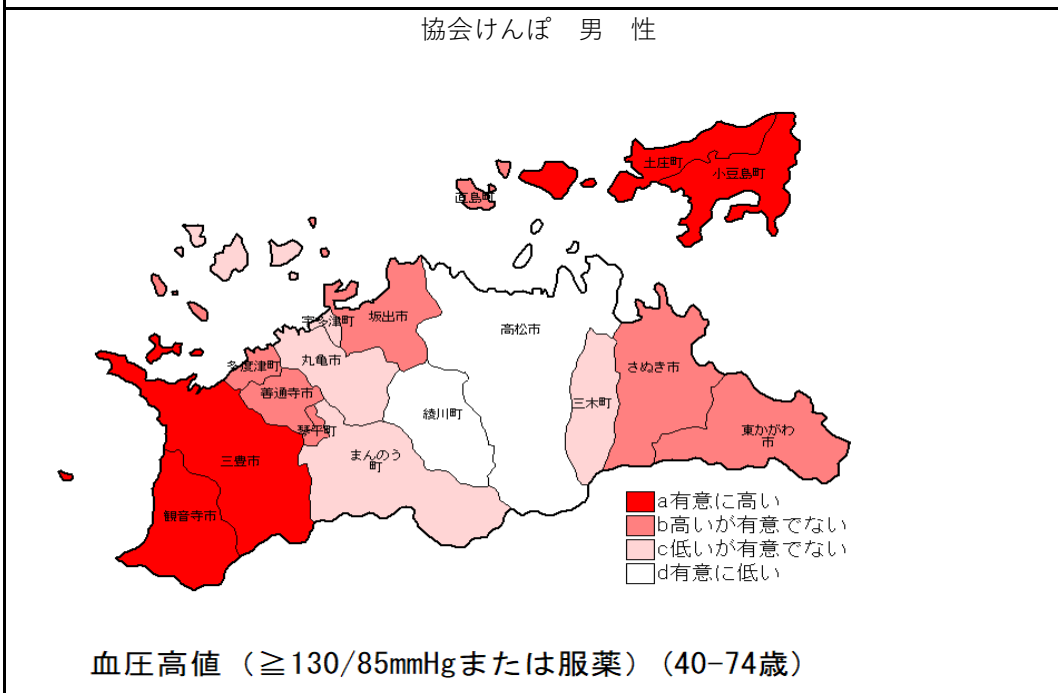 協会けんぽ　男　性
土庄町
小豆島町
直島町
宇多津町
坂出市
高松市
多度津町
丸亀市
さぬき市
善通寺市
三木町
綾川町
琴平町
東かがわ
市
まんのう
町
三豊市
観音寺市
a有意に高い
b高いが有意でない
c低いが有意でない
d有意に低い
血圧高値（≧130/85mmHgまたは服薬）（40-74歳）